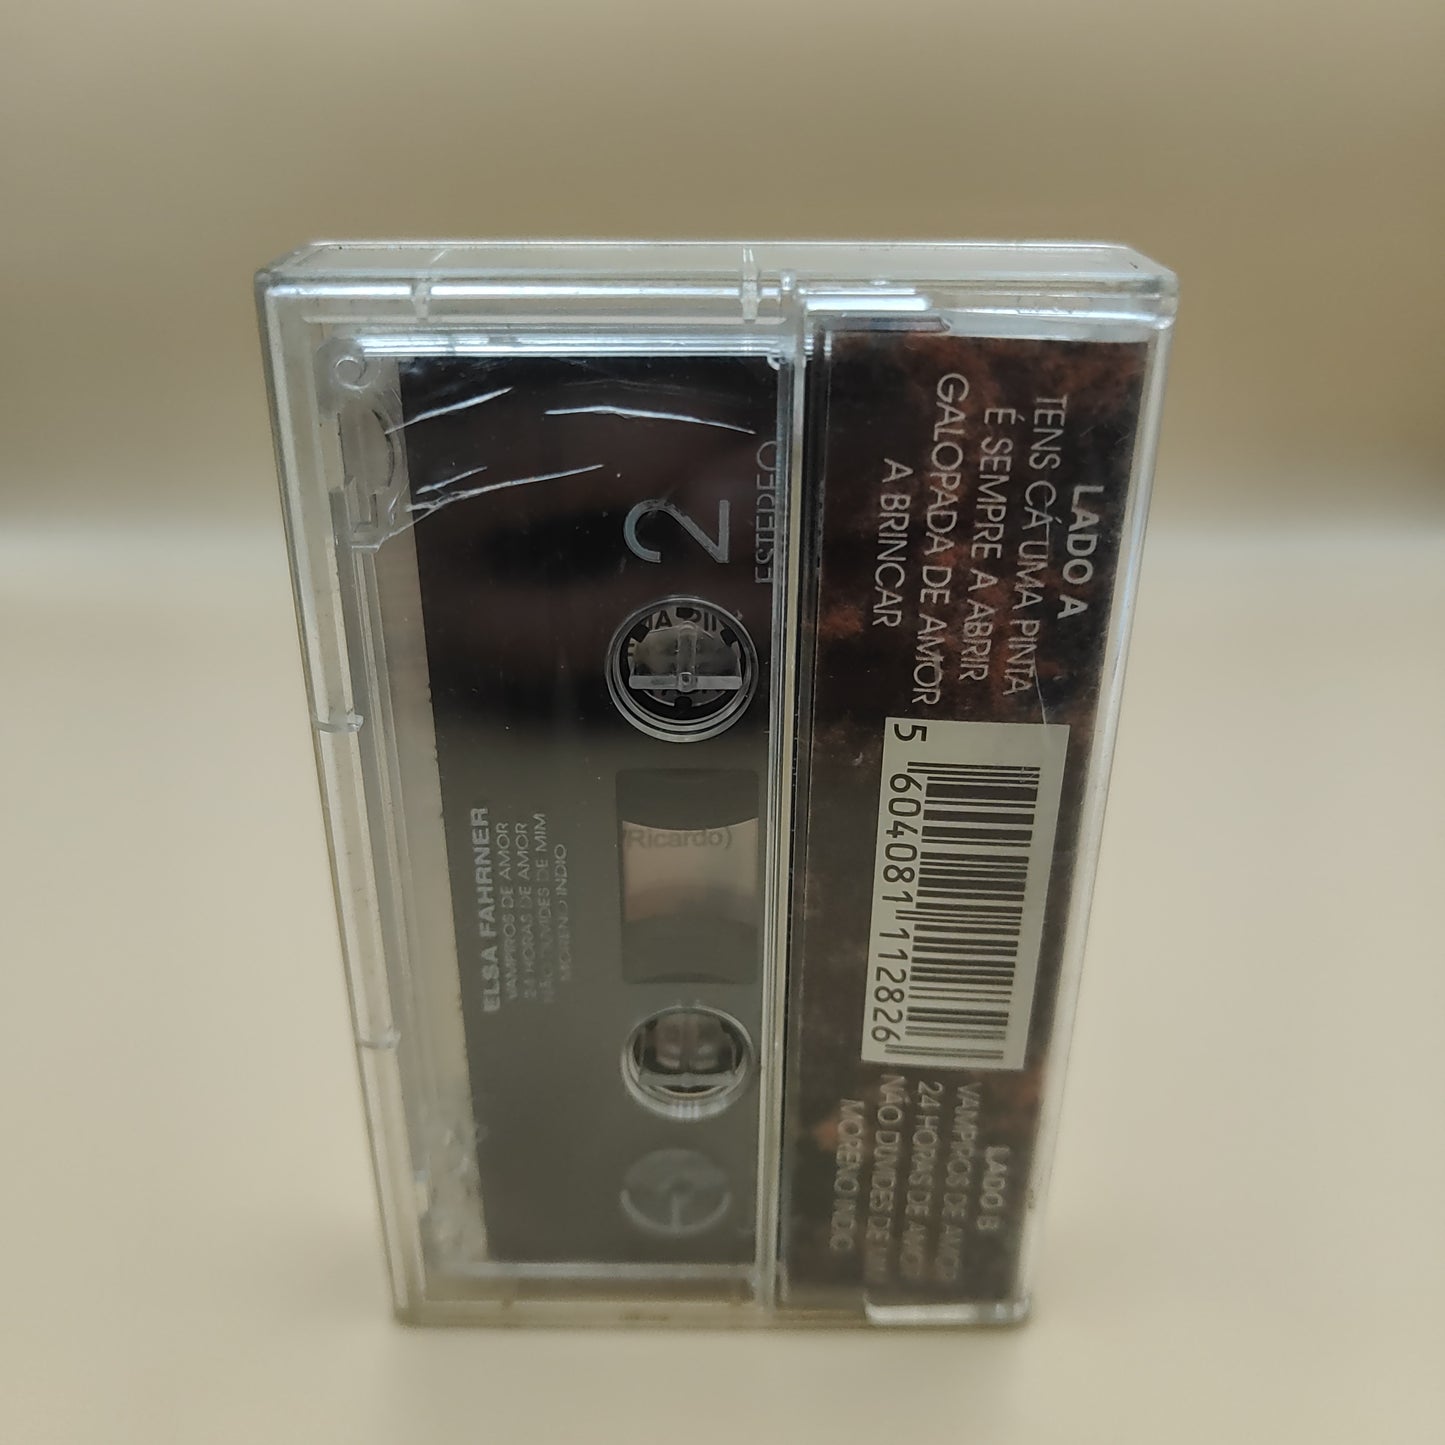 ESTEREO
2
ELSA FAHRNER
VAMPIROS DE AMOR
24 HORAS DE AMOR
NÃO DUVIDES DE MIM
MORENO INDIO
Ricardo)
LADO A
TENS CÁ UMA PINTA
É SEMPRE A ABRIR
GALOPADA DE AMOR
A BRINCAR
5 604081 112826
LADO B
VAMPIROS DE AMOR
24 HORAS DE AMOR
NÃO DUVIDES DE MIM
MORENO INDIO